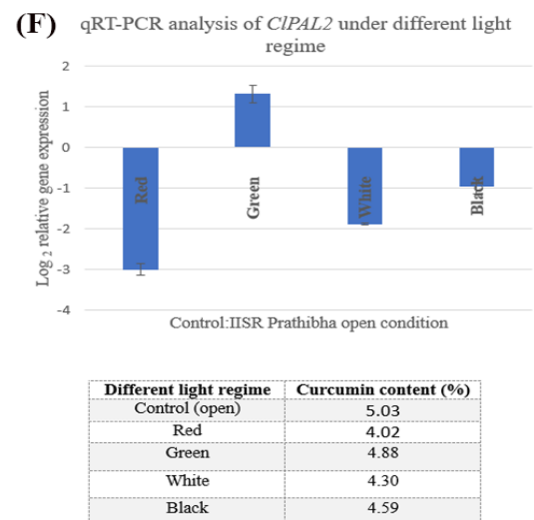 (F) qRT-PCR analysis of ClPAL2 under different light
regime
Log 2 relative gene expression
2
1
0
-1
-2
-3
-4
Red
Green
White
Black
Control:IISR Prathibha open condition
Different light regime Curcumin content (%)
Control (open) 5.03
Red 4.02
Green 4.88
White 4.30
Black 4.59